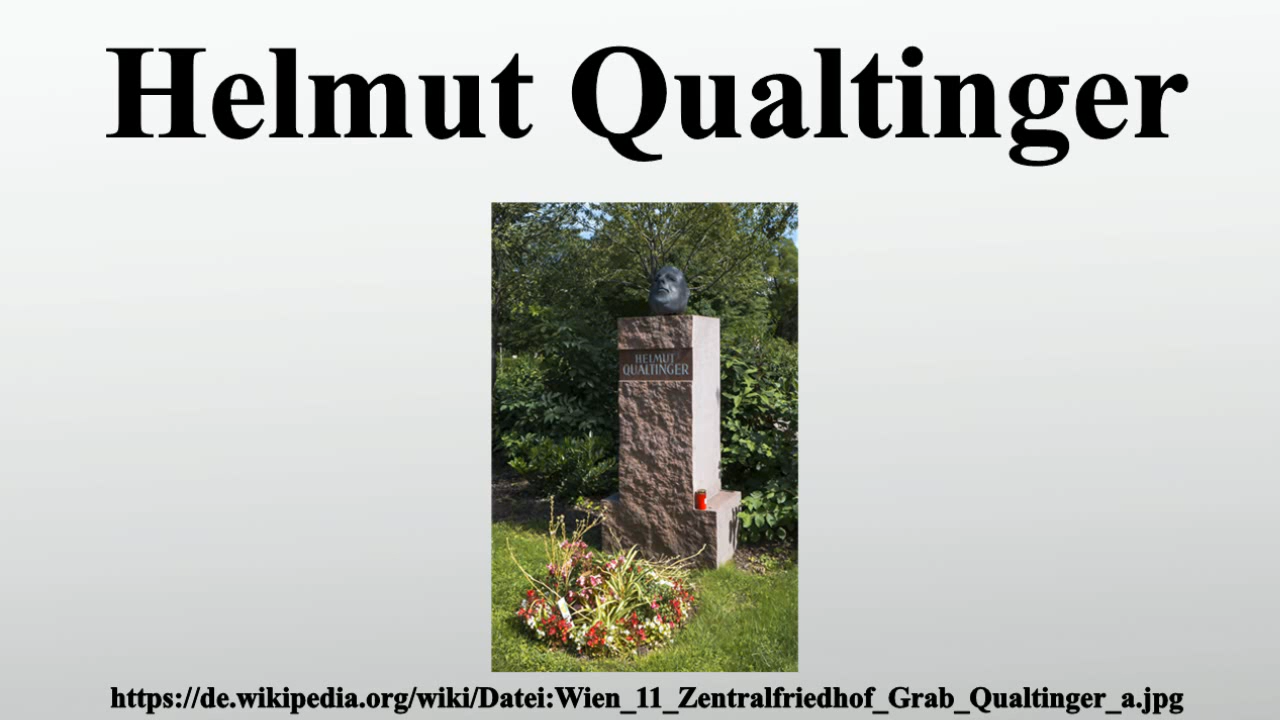 Helmut Qualtinger
HELMUT
QUALTINGER
https://de.wikipedia.org/wiki/Datei:Wien_11_Zentralfriedhof_Grab_Qualtinger_a.jpg